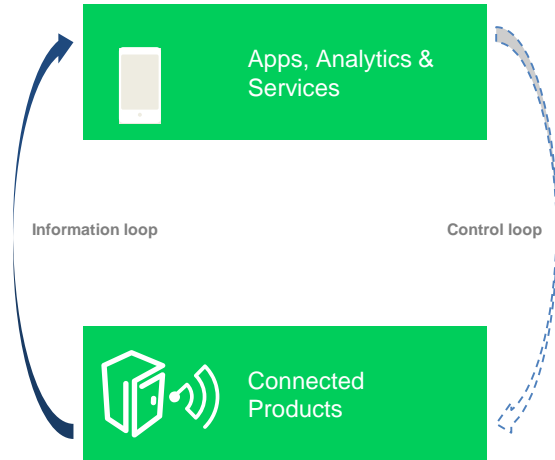 Apps, Analytics &
Services
Information loop
Control loop
Connected
Products